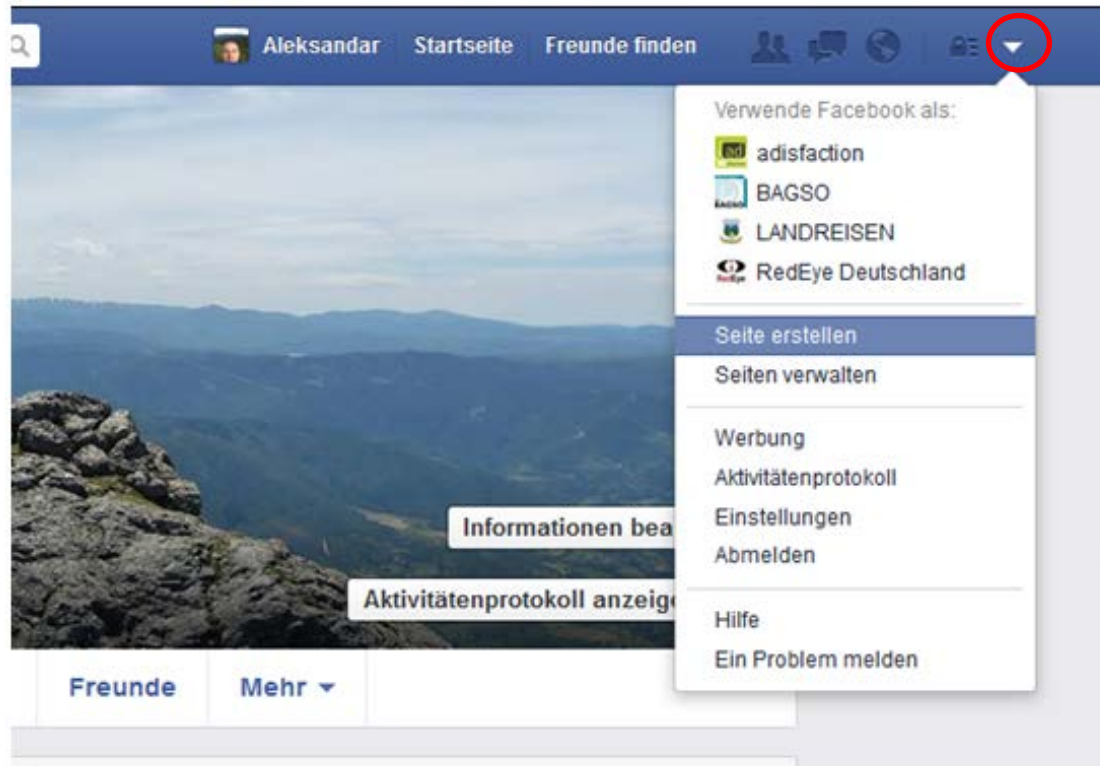 Aleksandar Startseite Freunde finden
Verwende Facebook als:
adisfaction
BAGSO
LANDREISEN
RedEye Deutschland
Seite erstellen
Seiten verwalten
Werbung
Aktivitätenprotokoll
Einstellungen
Abmelden
Hilfe
Ein Problem melden
Informationen bea
Aktivitätenprotokoll anzeige
Freunde Mehr